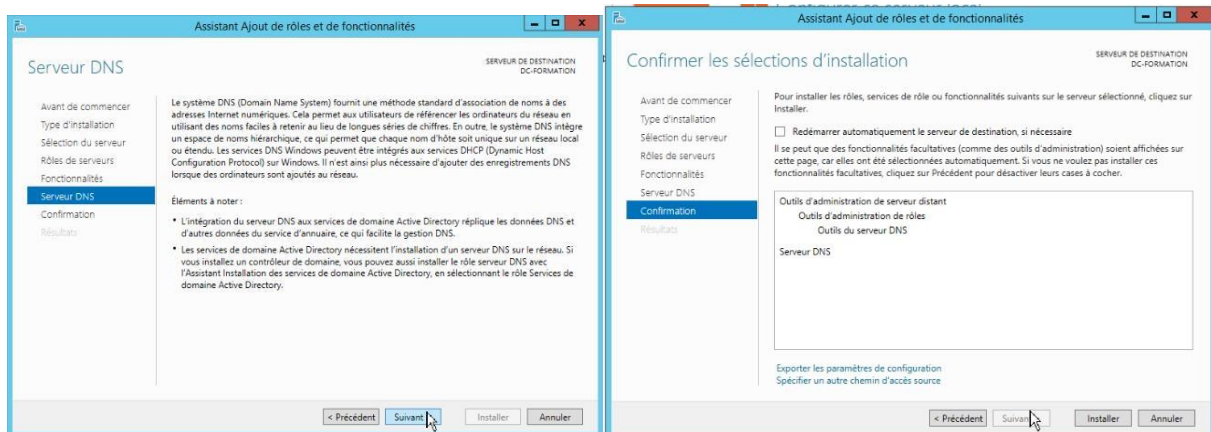 Assistant Ajout de rôles et de fonctionnalités
Serveur DNS
SERVEUR DE DESTINATION
DC-FORMATION
Avant de commencer
Type d'installation
Sélection du serveur
Rôles de serveurs
Fonctionnalités
Serveur DNS
Confirmation
Résultats
Le système DNS (Domain Name System) fournit une méthode standard d'association de noms à des
adresses Internet numériques. Cela permet aux utilisateurs de référencer les ordinateurs du réseau en
utilisant des noms faciles à retenir au lieu de longues séries de chiffres. En outre, le système DNS intègre
un espace de noms hiérarchique, ce qui permet que chaque nom d'hôte soit unique sur un réseau local
ou étendu. Les services DNS Windows peuvent être intégrés aux services DHCP (Dynamic Host
Configuration Protocol) sur Windows. Il n'est ainsi plus nécessaire d'ajouter des enregistrements DNS
lorsque des ordinateurs sont ajoutés au réseau.
Éléments à noter :
• L'intégration du serveur DNS aux services de domaine Active Directory réplique les données DNS et
d'autres données du service d'annuaire, ce qui facilite la gestion DNS.
• Les services de domaine Active Directory nécessitent l'installation d'un serveur DNS sur le réseau. Si
vous installez un contrôleur de domaine, vous pouvez aussi installer le rôle serveur DNS avec
l'Assistant Installation des services de domaine Active Directory, en sélectionnant le rôle Services de
domaine Active Directory.
< Précédent Suivant Installer Annuler
Assistant Ajout de rôles et de fonctionnalités
Confirmer les sélections d'installation
SERVEUR DE DESTINATION
DC-FORMATION
Avant de commencer
Type d'installation
Sélection du serveur
Rôles de serveurs
Fonctionnalités
Serveur DNS
Confirmation
Résultats
Pour installer les rôles, services de rôle ou fonctionnalités suivants sur le serveur sélectionné, cliquez sur
Installer.
Redémarrer automatiquement le serveur de destination, si nécessaire
Il se peut que des fonctionnalités facultatives (comme des outils d'administration) soient affichées sur
cette page, car elles ont été sélectionnées automatiquement. Si vous ne voulez pas installer ces
fonctionnalités facultatives, cliquez sur Précédent pour désactiver leurs cases à cocher.
Outils d'administration de serveur distant
Outils d'administration de rôles
Outils du serveur DNS
Serveur DNS
Exporter les paramètres de configuration
Spécifier un autre chemin d'accès source
< Précédent Suivant Installer Annuler